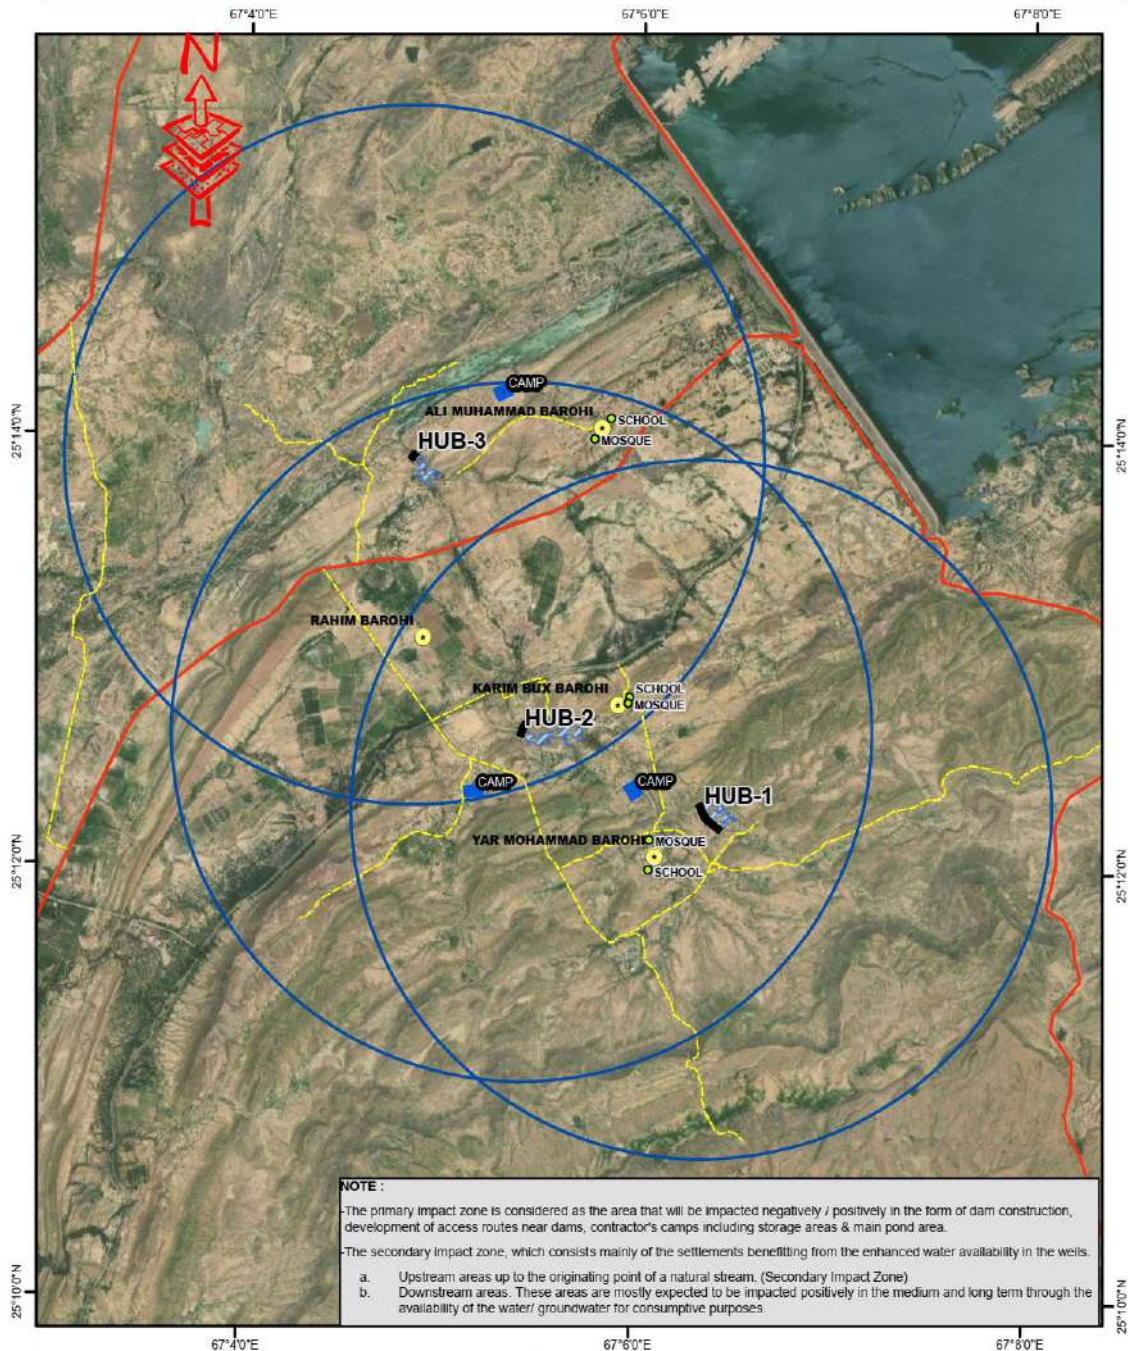 67°4'0"E
67°6'0"E
67°8'0"E
N
CAMP
ALI MUHAMMAD BAROHI
SCHOOL
MOSQUE
25°14'0"N
25°14'0"N
HUB-3
RAHIM BAROHI
KARIM BUX BAROHI
SCHOOL
MOSQUE
HUB-2
CAMP
CAMP
HUB-1
YAR MOHAMMAD BAROHI
MOSQUE
SCHOOL
25°12'0"N
25°12'0"N
NOTE :
-The primary impact zone is considered as the area that will be impacted negatively / positively in the form of dam construction,
development of access routes near dams, contractor's camps including storage areas & main pond area.
-The secondary impact zone, which consists mainly of the settlements benefitting from the enhanced water availability in the wells.
a. Upstream areas up to the originating point of a natural stream. (Secondary Impact Zone)
b. Downstream areas. These areas are mostly expected to be impacted positively in the medium and long term through the
availability of the water/ groundwater for consumptive purposes.
25°10'0"N
25°10'0"N
67°4'0"E
67°6'0"E
67°8'0"E